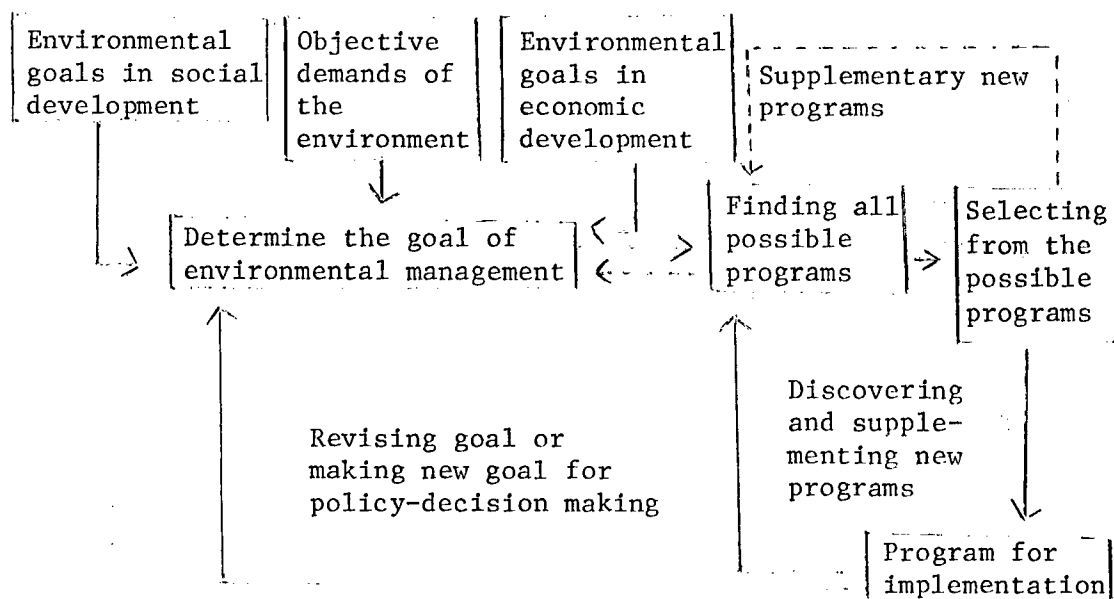 Environmental
goals in social
development
Objective
demands of
the
environment
Environmental
goals in
economic
development
Supplementary new
programs
Determine the goal of
environmental management
Finding all
possible
programs
Selecting
from the
possible
programs
Revising goal or
making new goal for
policy-decision making
Discovering
and supple-
menting new
programs
Program for
implementation